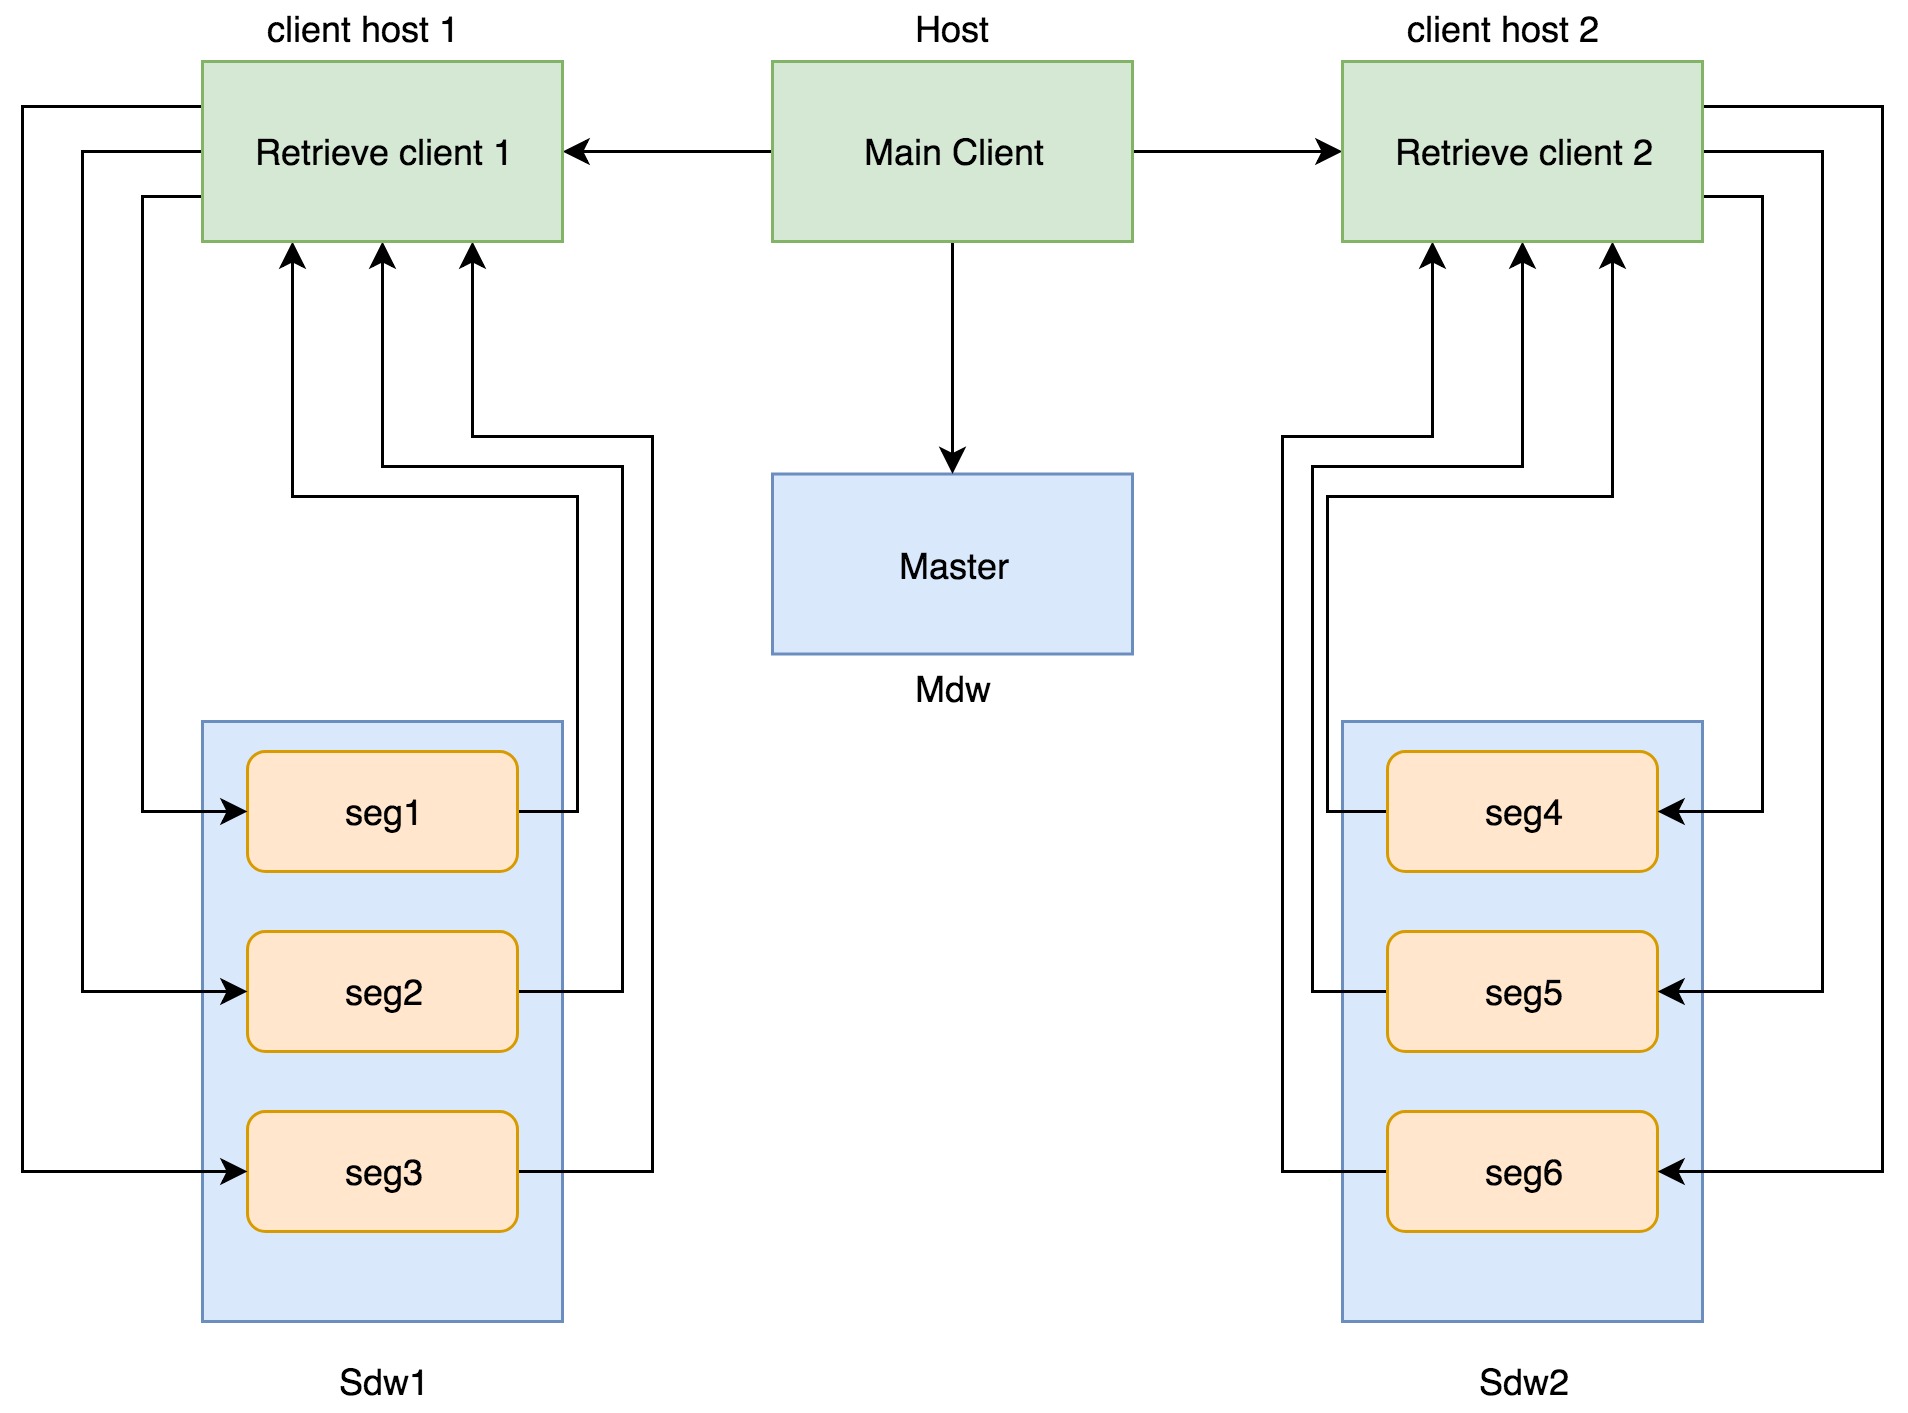 client host 1
Host
client host 2
Retrieve client 1
Main Client
Retrieve client 2
Master
Mdw
seg1
seg4
seg2
seg5
seg3
seg6
Sdw1
Sdw2